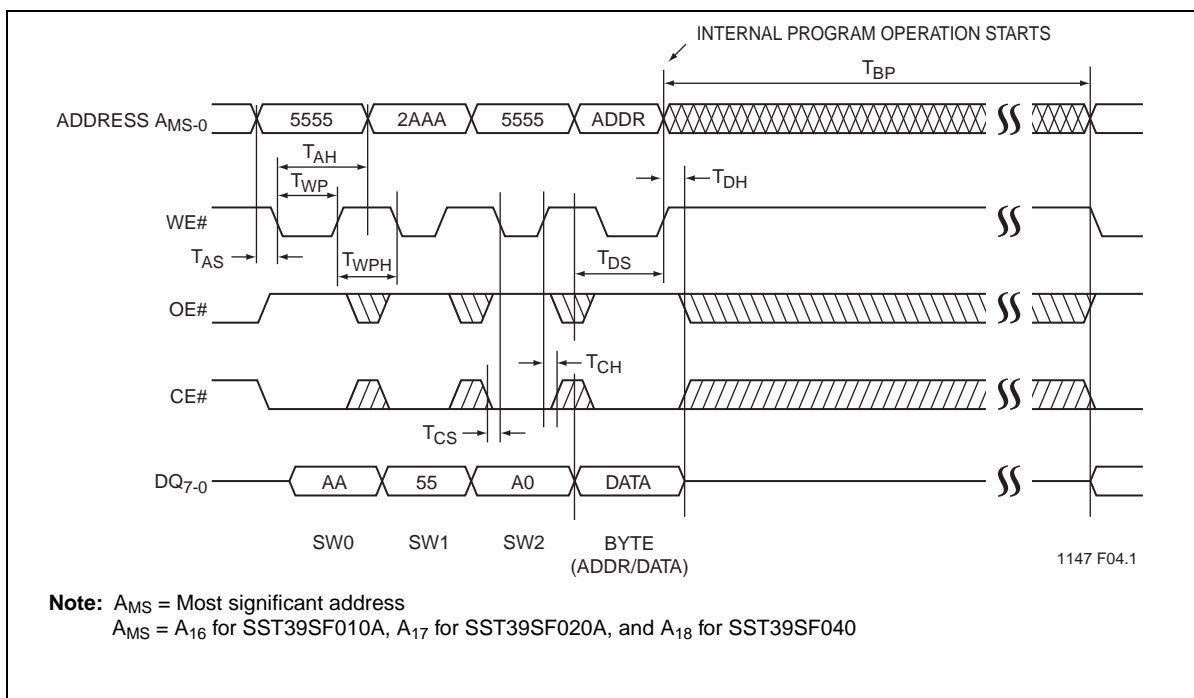 INTERNAL PROGRAM OPERATION STARTS
TBP
ADDRESS AMS-0
5555 2AAA 5555 ADDR
TAH
TDH
TWP
WE#
TAS
TWPH
TDS
OE#
TCH
CE#
TCS
DQ7-0
AA 55 A0 DATA
SW0 SW1 SW2 BYTE
(ADDR/DATA)
1147 F04.1
Note: AMS = Most significant address
AMS = A16 for SST39SF010A, A17 for SST39SF020A, and A18 for SST39SF040